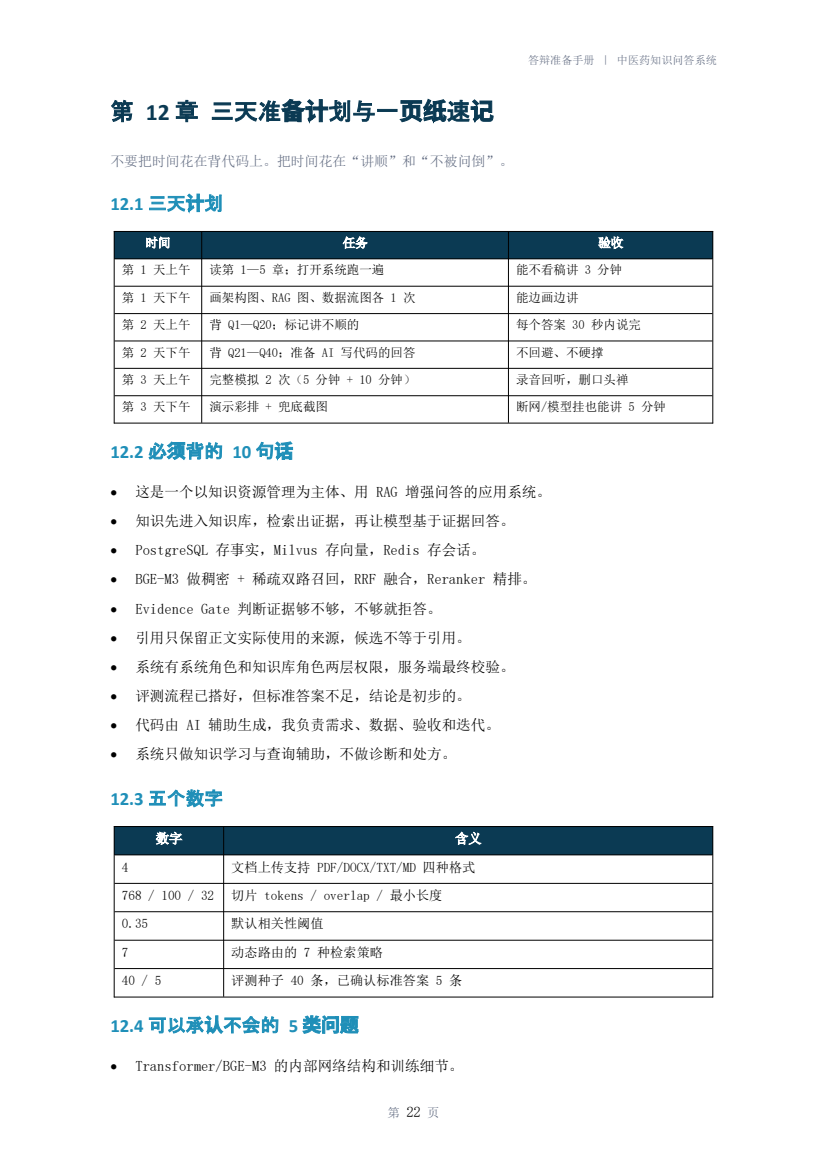 答辩准备手册 | 中医药知识问答系统
第 12 章 三天准备计划与一页纸速记
不要把时间花在背代码上。把时间花在“讲顺”和“不被问倒”。
12.1 三天计划
时间 任务 验收
第 1 天上午 读第 1—5 章；打开系统跑一遍 能不看稿讲 3 分钟
第 1 天下午 画架构图、RAG 图、数据流图各 1 次 能边画边讲
第 2 天上午 背 Q1—Q20；标记讲不顺的 每个答案 30 秒内说完
第 2 天下午 背 Q21—Q40；准备 AI 写代码的回答 不回避、不硬撑
第 3 天上午 完整模拟 2 次（5 分钟 + 10 分钟） 录音回听，删口头禅
第 3 天下午 演示彩排 + 兜底截图 断网/模型挂也能讲 5 分钟
12.2 必须背的 10 句话
• 这是一个以知识资源管理为主体、用 RAG 增强问答的应用系统。
• 知识先进入知识库，检索出证据，再让模型基于证据回答。
• PostgreSQL 存事实，Milvus 存向量，Redis 存会话。
• BGE-M3 做稠密 + 稀疏双路召回，RRF 融合，Reranker 精排。
• Evidence Gate 判断证据够不够，不够就拒答。
• 引用只保留正文实际使用的来源，候选不等于引用。
• 系统有系统角色和知识库角色两层权限，服务端最终校验。
• 评测流程已搭好，但标准答案不足，结论是初步的。
• 代码由 AI 辅助生成，我负责需求、数据、验收和迭代。
• 系统只做知识学习与查询辅助，不做诊断和处方。
12.3 五个数字
数字 含义
4 文档上传支持 PDF/DOCX/TXT/MD 四种格式
768 / 100 / 32 切片 tokens / overlap / 最小长度
0.35 默认相关性阈值
7 动态路由的 7 种检索策略
40 / 5 评测种子 40 条，已确认标准答案 5 条
12.4 可以承认不会的 5 类问题
• Transformer/BGE-M3 的内部网络结构和训练细节。
第 22 页